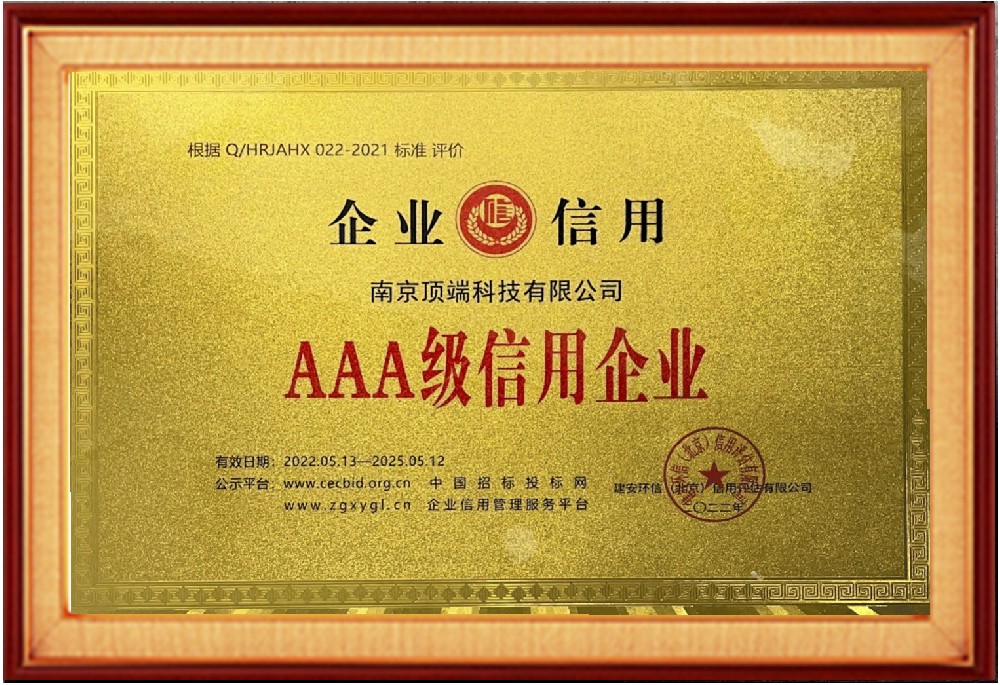 根据 Q/HRJAHX 022-2021 标准 评价
企业 信 信用
南京顶端科技有限公司
AAA级信用企业
有效日期：2022.05.13—2025.05.12
公示平台：www.cecbid.org.cn 中国招标投标网
www.zgxygl.cn 企业信用管理服务平台
建安环信（北京）信用评估有限公司
二〇二二年